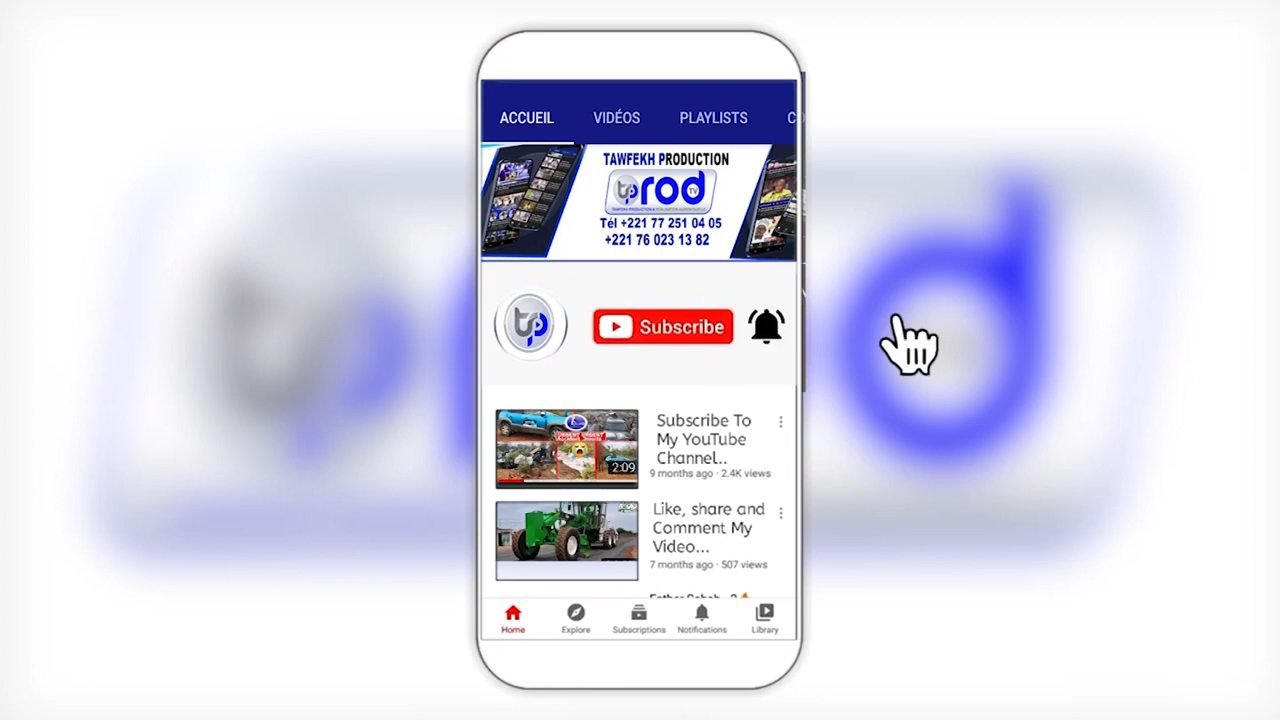 ACCUEIL
VIDÉOS
PLAYLISTS
TAWFEKH PRODUCTION
tprod
TV
Tél +221 77 251 04 05
+221 76 023 13 82
tp
Subscribe
Subscribe To
My YouTube
Channel..
9 months ago · 2.4K views
2:09
Like, share and
Comment My
Video...
7 months ago · 507 views
Home
Explore
Subscriptions
Notifications
Library